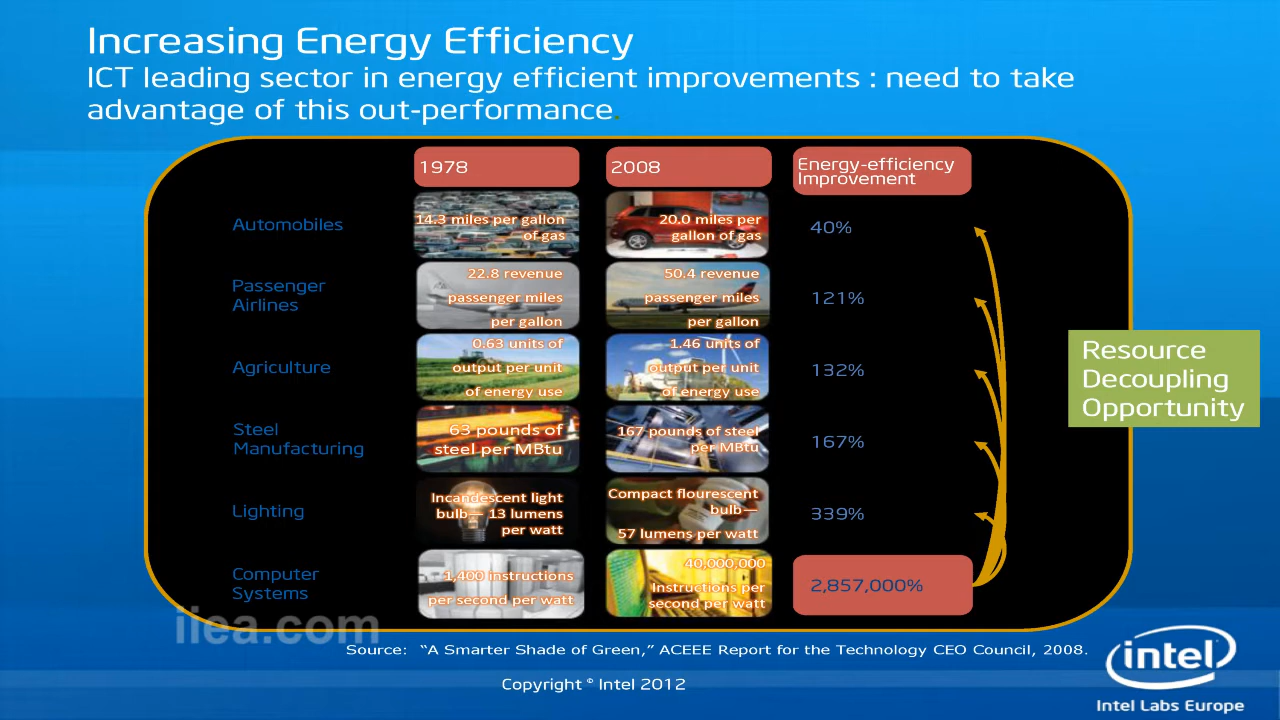 Increasing Energy Efficiency
ICT leading sector in energy efficient improvements : need to take
advantage of this out-performance.
1978
2008
Energy-efficiency
Improvement
Automobiles
14.3 miles per gallon
of gas
20.0 miles per
gallon of gas
40%
Passenger
Airlines
22.8 revenue
passenger miles
per gallon
50.4 revenue
passenger miles
per gallon
121%
Agriculture
0.63 units of
output per unit
of energy use
1.46 units of
output per unit
of energy use
132%
Steel
Manufacturing
63 pounds of
steel per MBtu
167 pounds of steel
per MBtu
167%
Lighting
Incandescent light
bulb— 13 lumens
per watt
Compact flourescent
bulb—
57 lumens per watt
339%
Computer
Systems
1,400 instructions
per second per watt
40,000,000
Instructions per
second per watt
2,857,000%
Resource
Decoupling
Opportunity
iiea.com
Source: “A Smarter Shade of Green,” ACEEE Report for the Technology CEO Council, 2008.
Copyright © Intel 2012
intel
Intel Labs Europe